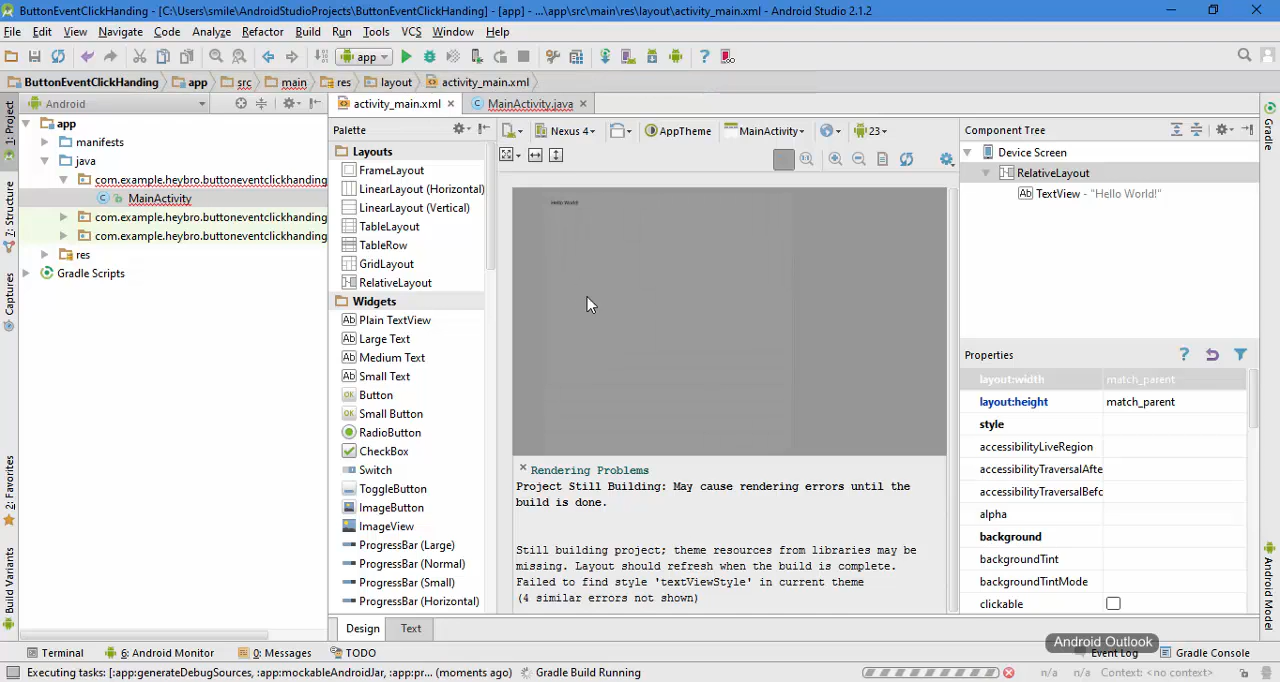 ButtonEventClickHanding - [C:\Users\smile\AndroidStudioProjects\ButtonEventClickHanding] - [app] - ...\app\src\main\res\layout\activity_main.xml - Android Studio 2.1.2
File Edit View Navigate Code Analyze Refactor Build Run Tools VCS Window Help
app
ButtonEventClickHanding app src main res layout activity_main.xml
1: Project
7: Structure
Captures
2: Favorites
Build Variants
Android
app
manifests
java
com.example.heybro.buttoneventclickhanding
MainActivity
com.example.heybro.buttoneventclickhanding
com.example.heybro.buttoneventclickhanding
res
Gradle Scripts
activity_main.xml MainActivity.java
Palette
Layouts
FrameLayout
LinearLayout (Horizontal)
LinearLayout (Vertical)
TableLayout
TableRow
GridLayout
RelativeLayout
Widgets
Ab Plain TextView
Ab Large Text
Ab Medium Text
Ab Small Text
OK Button
OK Small Button
RadioButton
CheckBox
Switch
ToggleButton
ImageButton
ImageView
ProgressBar (Large)
ProgressBar (Normal)
ProgressBar (Small)
ProgressBar (Horizontal)
Nexus 4 AppTheme MainActivity 23
Hello World!
Rendering Problems
Project Still Building: May cause rendering errors until the
build is done.
Still building project; theme resources from libraries may be
missing. Layout should refresh when the build is complete.
Failed to find style 'textViewStyle' in current theme
(4 similar errors not shown)
Design Text
Component Tree
Device Screen
RelativeLayout
Ab TextView - "Hello World!"
Properties
layout:width match_parent
layout:height match_parent
style
accessibilityLiveRegion
accessibilityTraversalAfte
accessibilityTraversalBefo
alpha
background
backgroundTint
backgroundTintMode
clickable
Gradle
Android Model
Android Outlook
Terminal 6: Android Monitor 0: Messages TODO Event Log Gradle Console
Executing tasks: [:app:generateDebugSources, :app:mockableAndroidJar, :app:pr... (moments ago) Gradle Build Running n/a n/a Context: <no context>